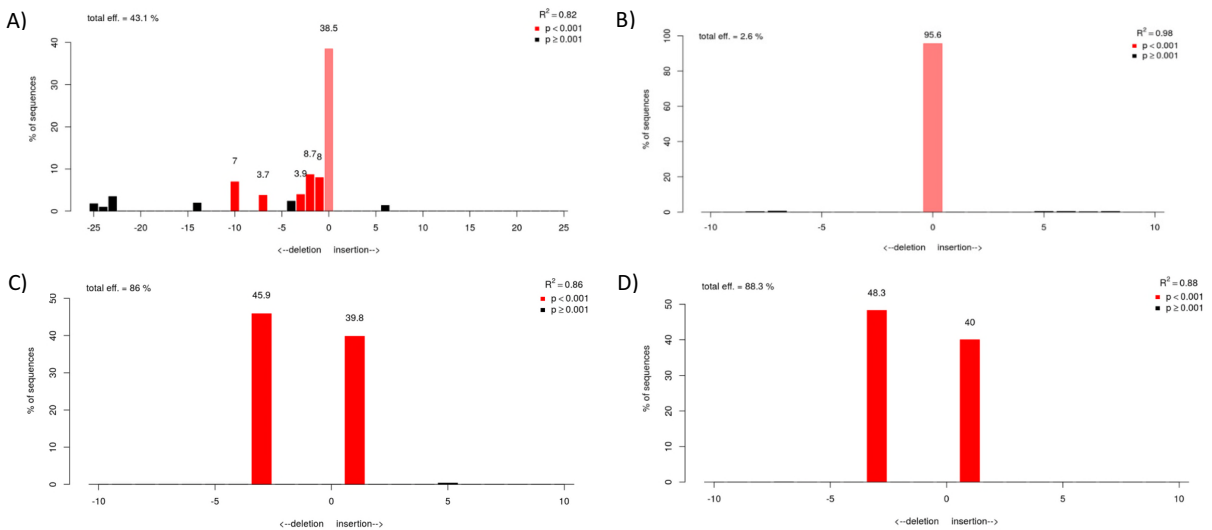 A)
total eff. = 43.1 %
R² = 0.82
p < 0.001
p ≥ 0.001
38.5
7
3.7
3.9
8.7
8
% of sequences
40
30
20
10
0
-25 -20 -15 -10 -5 0 5 10 15 20 25
<--deletion insertion-->
B)
total eff. = 2.6 %
R² = 0.98
p < 0.001
p ≥ 0.001
95.6
% of sequences
100
80
60
40
20
0
-10 -5 0 5 10
<--deletion insertion-->
C)
total eff. = 86 %
R² = 0.86
p < 0.001
p ≥ 0.001
45.9
39.8
% of sequences
50
40
30
20
10
0
-10 -5 0 5 10
<--deletion insertion-->
D)
total eff. = 88.3 %
R² = 0.88
p < 0.001
p ≥ 0.001
48.3
40
% of sequences
50
40
30
20
10
0
-10 -5 0 5 10
<--deletion insertion-->